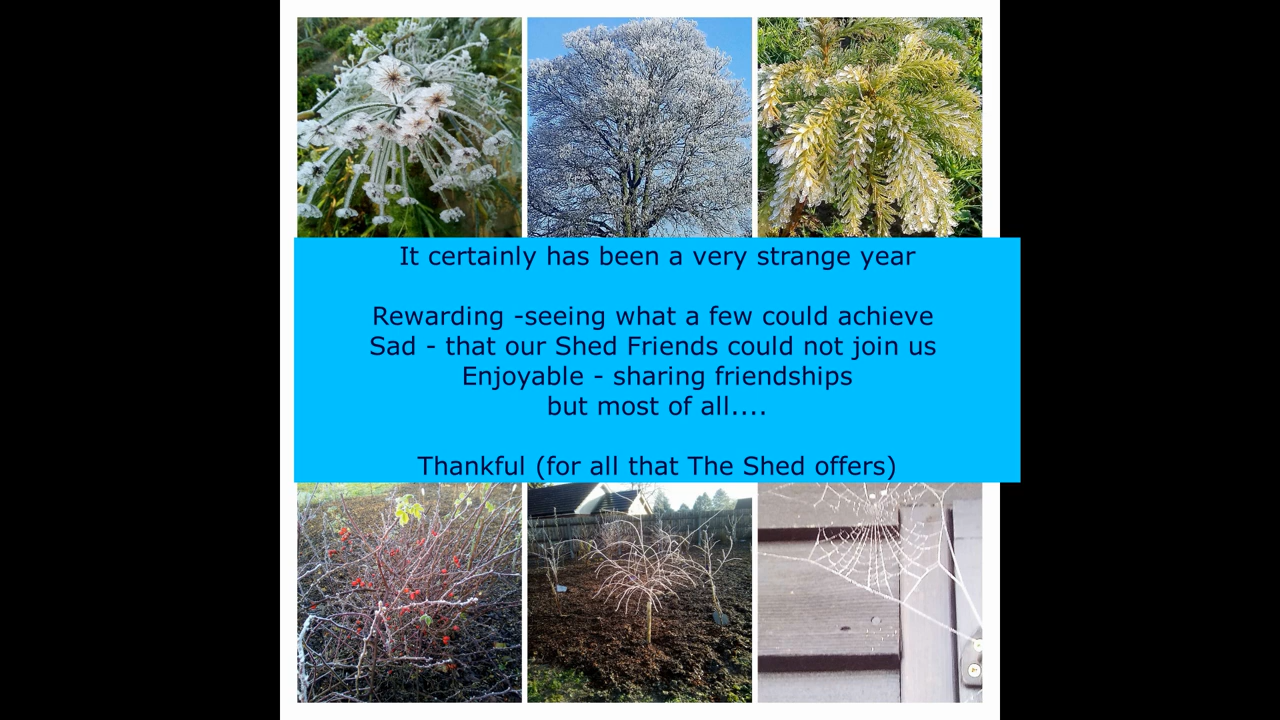 It certainly has been a very strange year
Rewarding -seeing what a few could achieve
Sad - that our Shed Friends could not join us
Enjoyable - sharing friendships
but most of all....
Thankful (for all that The Shed offers)